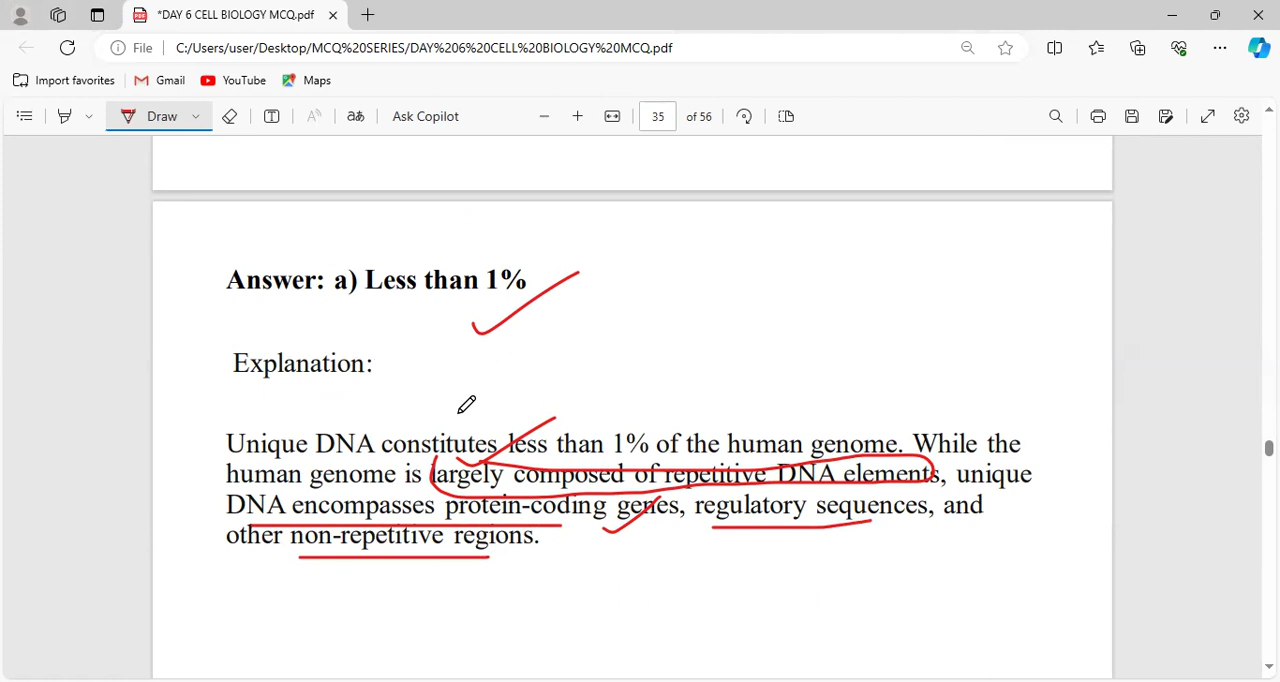 *DAY 6 CELL BIOLOGY MCQ.pdf
File C:/Users/user/Desktop/MCQ%20SERIES/DAY%206%20CELL%20BIOLOGY%20MCQ.pdf
Import favorites Gmail YouTube Maps
Draw aあ Ask Copilot 35 of 56
Answer: a) Less than 1%
Explanation:
Unique DNA constitutes less than 1% of the human genome. While the
human genome is largely composed of repetitive DNA elements, unique
DNA encompasses protein-coding genes, regulatory sequences, and
other non-repetitive regions.